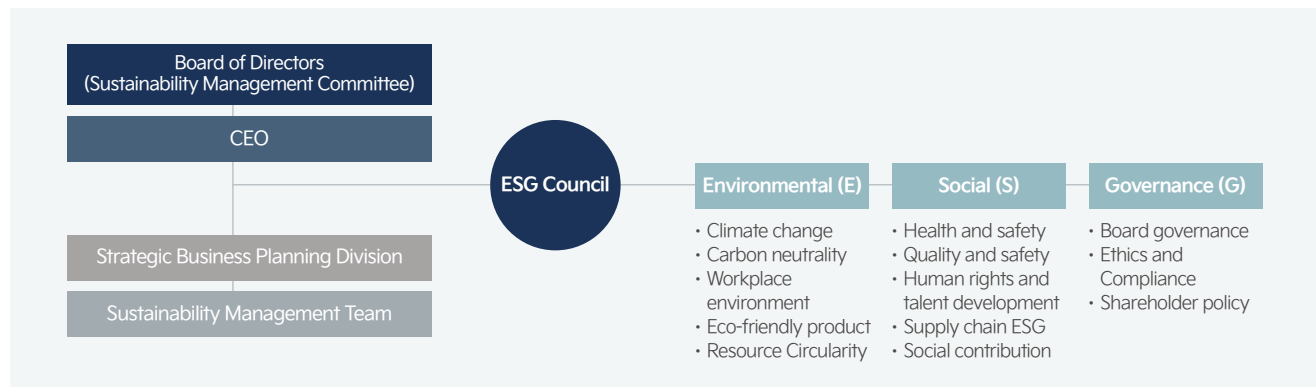 Board of Directors
(Sustainability Management Committee)
CEO
Strategic Business Planning Division
Sustainability Management Team
ESG Council
Environmental (E)
· Climate change
· Carbon neutrality
· Workplace
environment
· Eco-friendly product
· Resource Circularity
Social (S)
· Health and safety
· Quality and safety
· Human rights and
talent development
· Supply chain ESG
· Social contribution
Governance (G)
· Board governance
· Ethics and
Compliance
· Shareholder policy